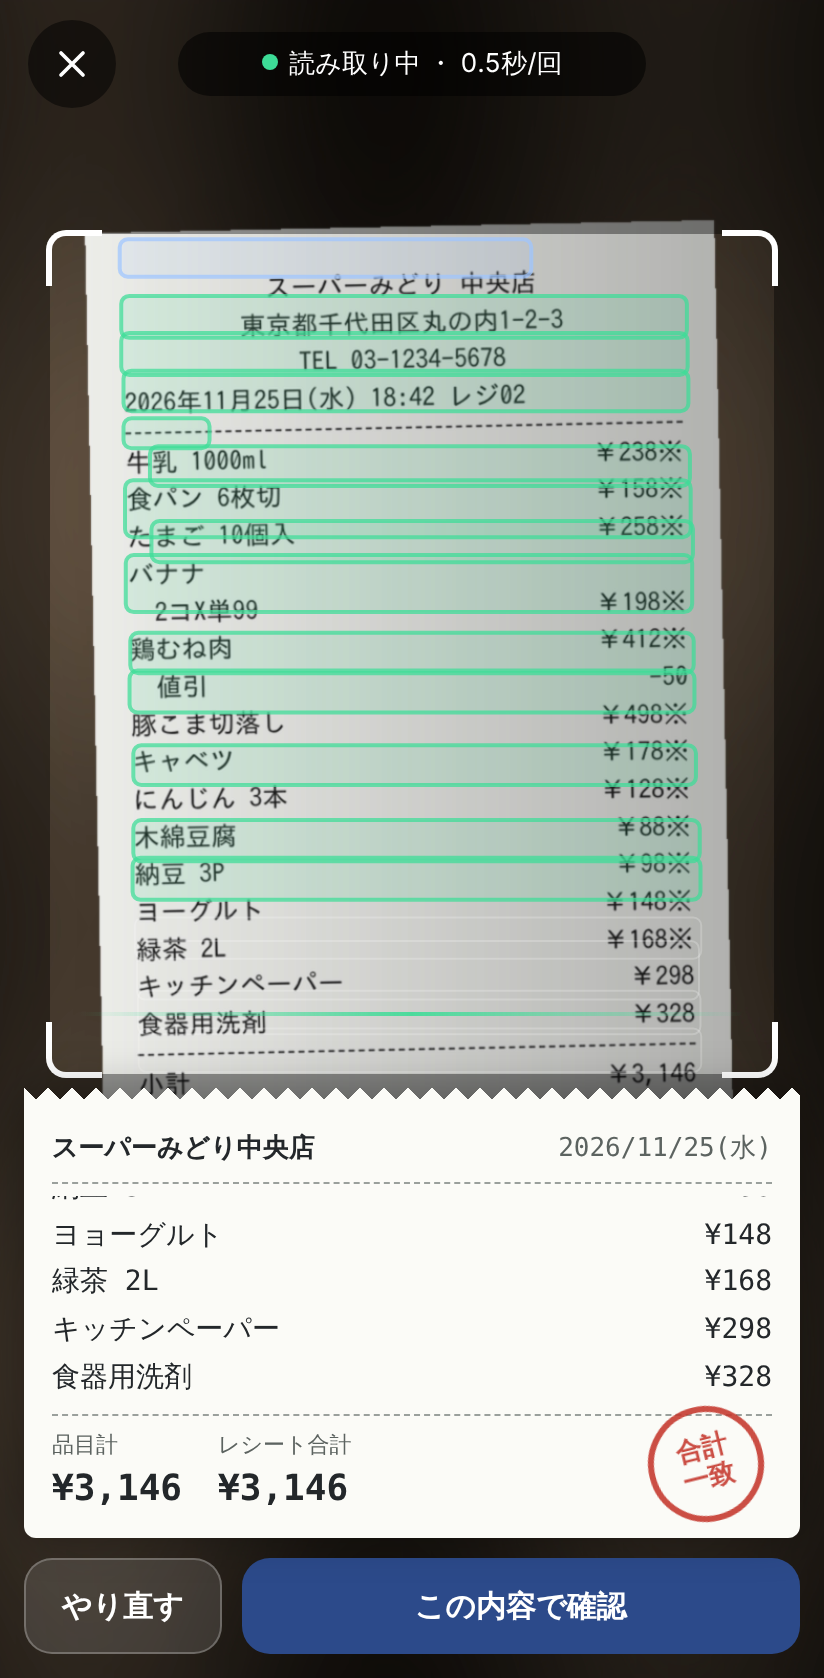 読み取り中 ・ 0.5秒/回
スーパーみどり 中央店
東京都千代田区丸の内1-2-3
TEL 03-1234-5678
2026年11月25日(水) 18:42 レジ02
牛乳 1000ml ¥238※
食パン 6枚切 ¥158※
たまご 10個入 ¥258※
バナナ
2コX単99 ¥198※
鶏むね肉 ¥412※
値引 -50
豚こま切落し ¥498※
キャベツ ¥178※
にんじん 3本 ¥128※
木綿豆腐 ¥88※
納豆 3P ¥98※
ヨーグルト ¥148※
緑茶 2L ¥168※
キッチンペーパー ¥298
食器用洗剤 ¥328
小計 ¥3,146
スーパーみどり中央店 2026/11/25(水)
ヨョーグルト ¥148
緑茶 2L ¥168
キッチンペーパー ¥298
食器用洗剤 ¥328
品目計 レシート合計
¥3,146 ¥3,146
合計
一致
やり直す この内容で確認